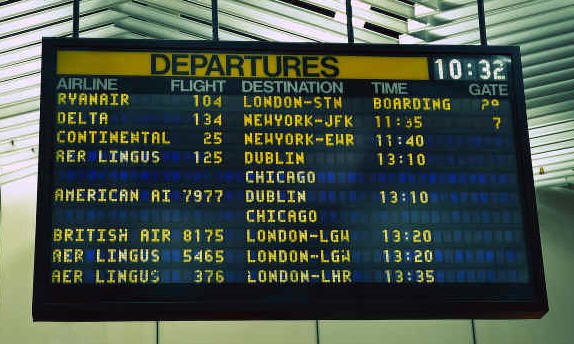 DEPARTURES 10:32
AIRLINE FLIGHT DESTINATION TIME GATE
RYANAIR 104 LONDON-STN BOARDING 29
DELTA 134 NEWYORK-JFK 11:35 7
CONTINENTAL 25 NEWYORK-EWR 11:40
AER LINGUS 125 DUBLIN 13:10
CHICAGO
AMERICAN AI 7977 DUBLIN 13:10
CHICAGO
BRITISH AIR 8175 LONDON-LGW 13:20
AER LINGUS 5465 LONDON-LGW 13:20
AER LINGUS 376 LONDON-LHR 13:35